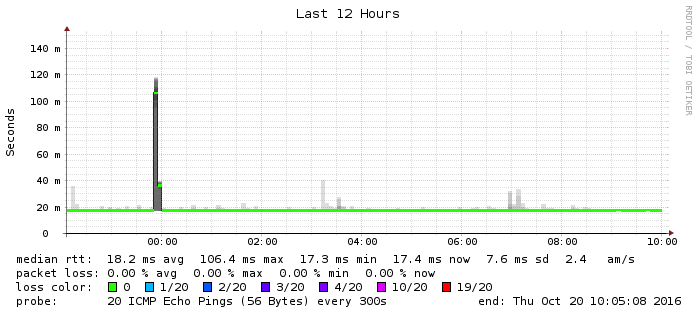 Last 12 Hours
RRDTOOL / TOBI OETIKER
Seconds
140 m
120 m
100 m
80 m
60 m
40 m
20 m
0
00:00 02:00 04:00 06:00 08:00 10:00
median rtt: 18.2 ms avg 106.4 ms max 17.3 ms min 17.4 ms now 7.6 ms sd 2.4 am/s
packet loss: 0.00 % avg 0.00 % max 0.00 % min 0.00 % now
loss color: 0 1/20 2/20 3/20 4/20 10/20 19/20
probe: 20 ICMP Echo Pings (56 Bytes) every 300s end: Thu Oct 20 10:05:08 2016